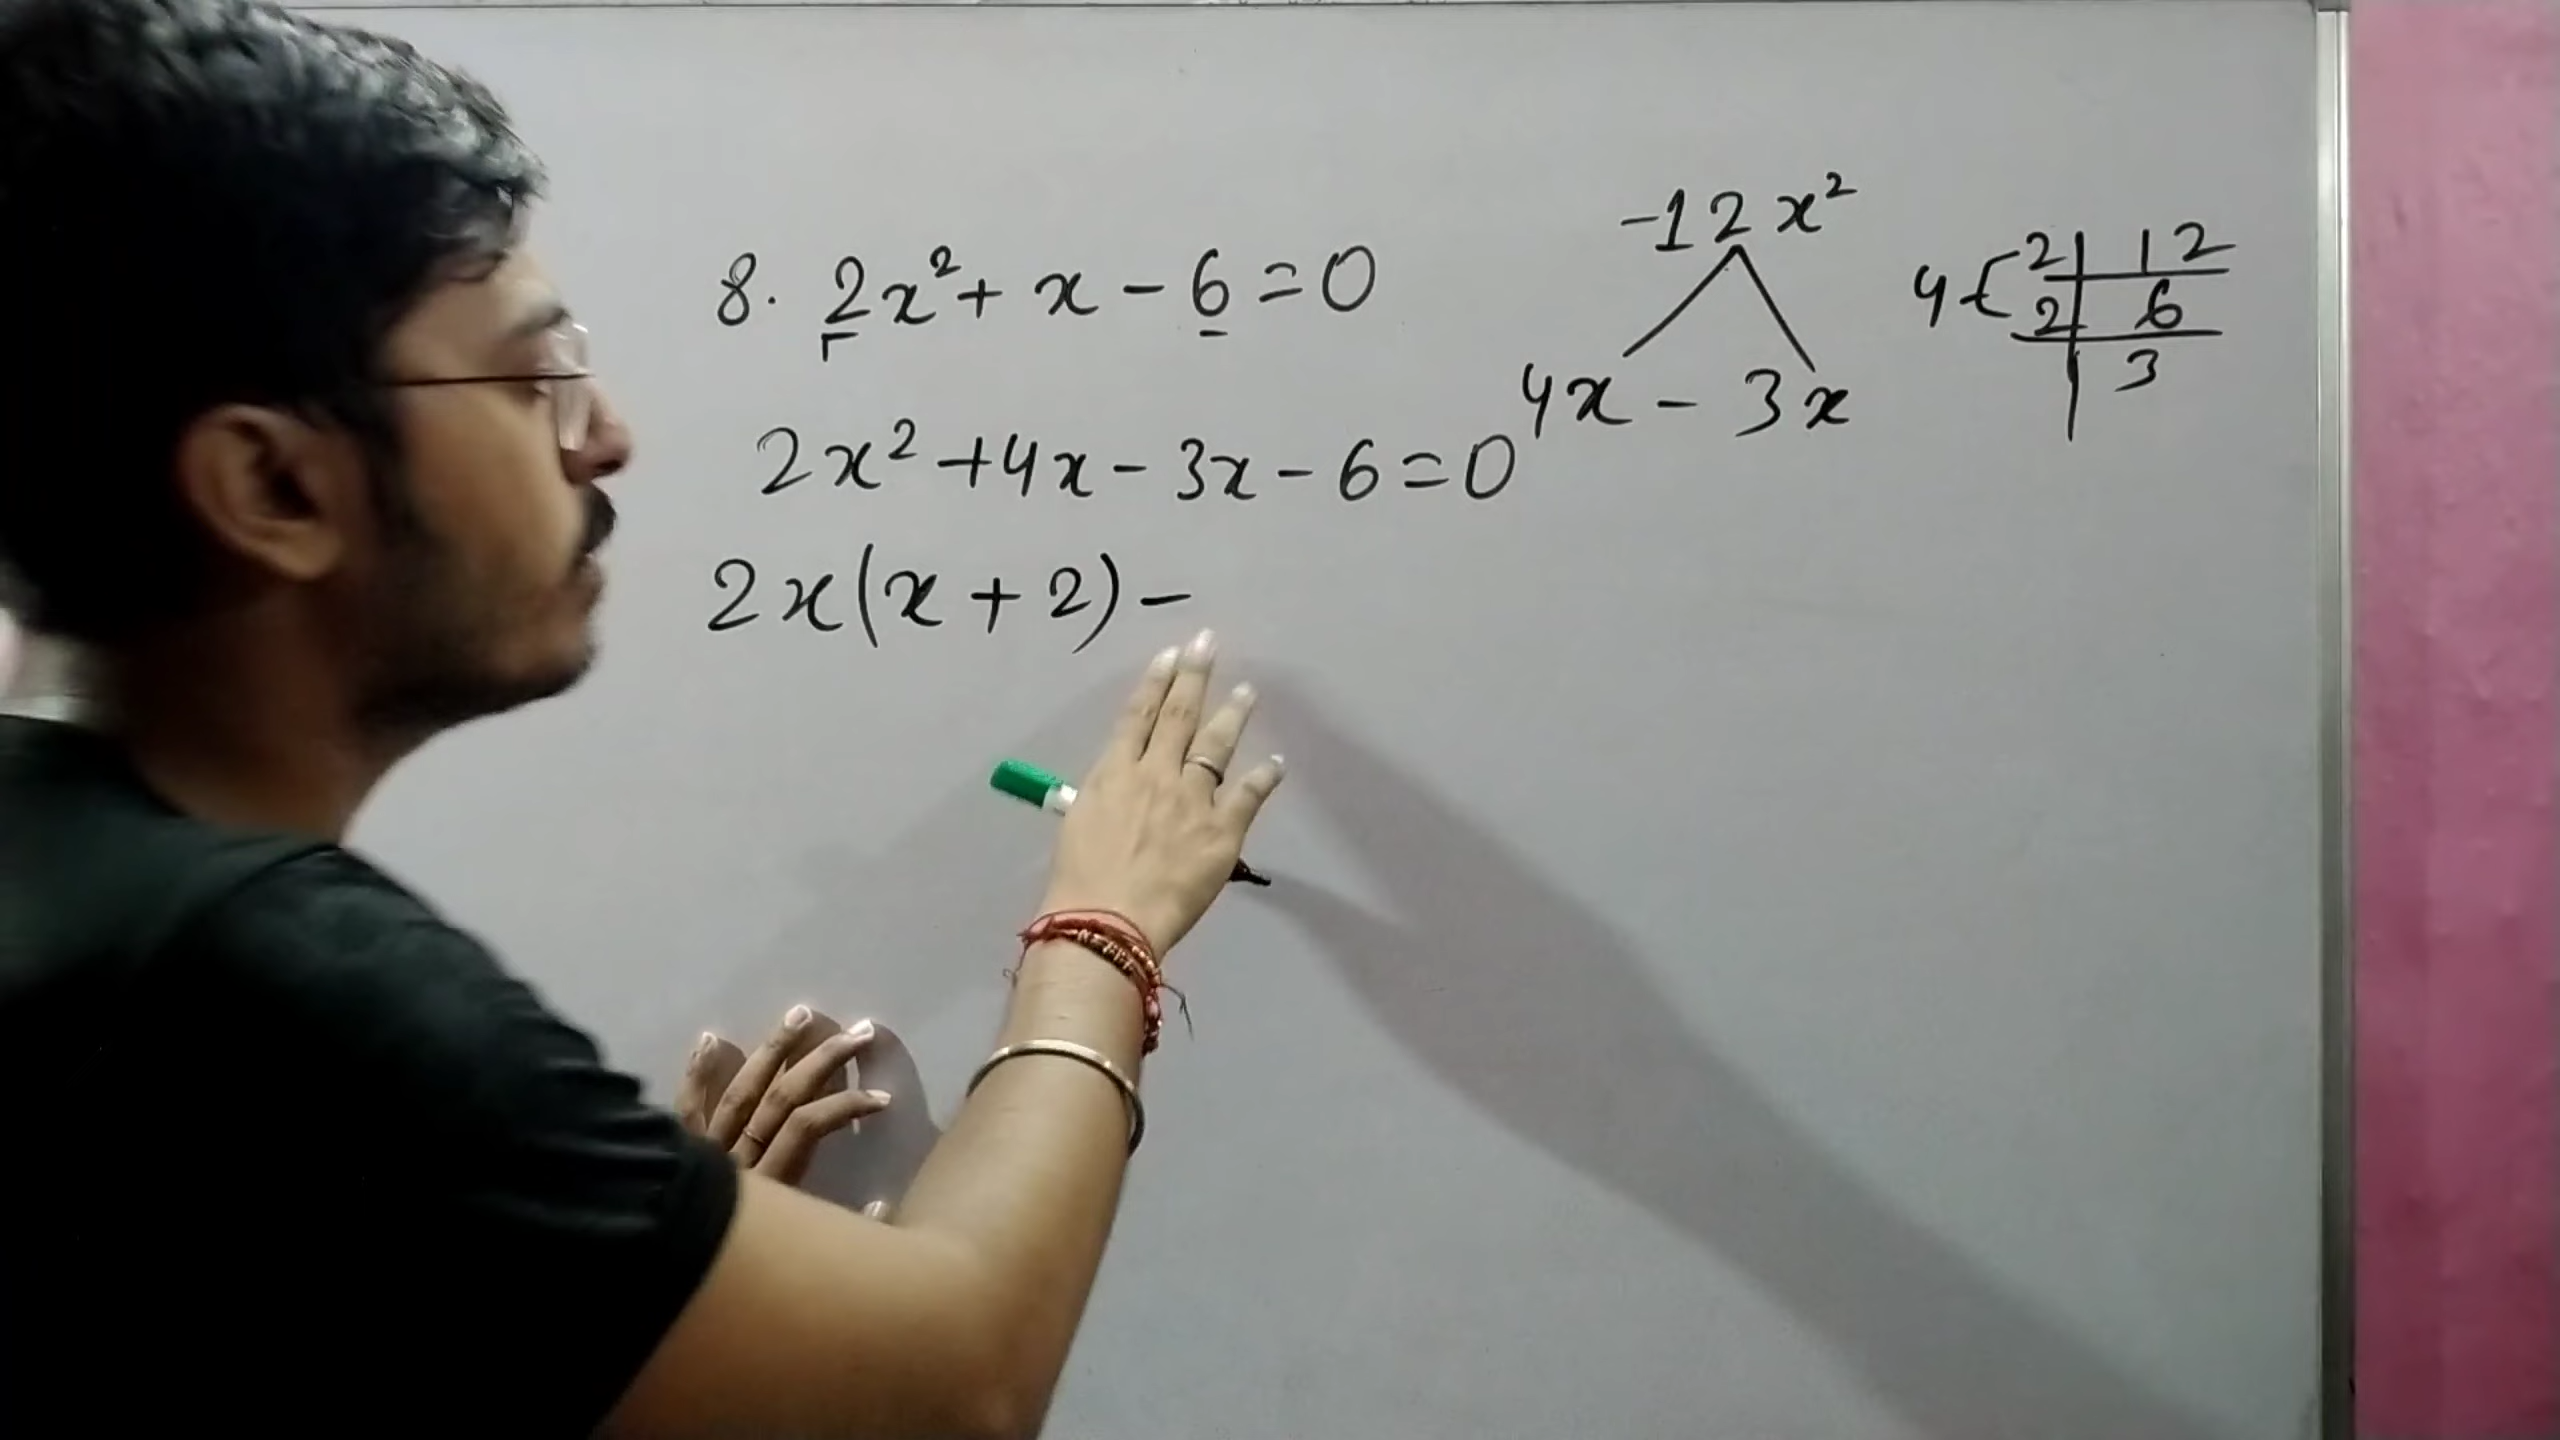 8. 2x² + x - 6 = 0
2x² + 4x - 3x - 6 = 0
2x(x + 2) -
-12x²
4x - 3x
4 2 | 12
2 | 6
3